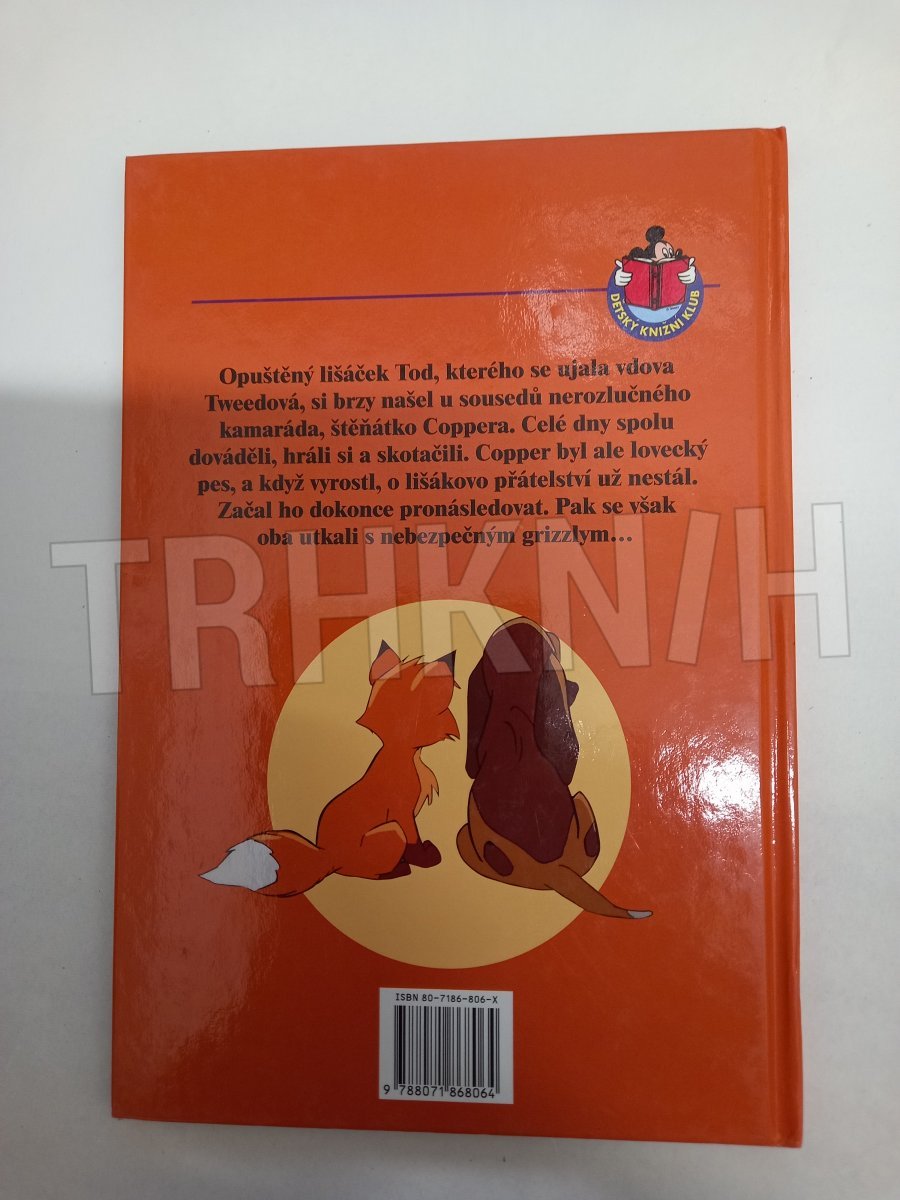 DĚTSKÝ KNIŽNÍ KLUB
Opuštěný lišáček Tod, kterého se ujala vdova
Tweedová, si brzy našel u sousedů nerozlučného
kamaráda, štěňátko Coppera. Celé dny spolu
dováděli, hráli si a skotačili. Copper byl ale lovecký
pes, a když vyrostl, o lišákovo přátelství už nestál.
Začal ho dokonce pronásledovat. Pak se však
oba utkali s nebezpečným grizzlym...
TRHKNIH
ISBN 80-7186-806-X
9 788071 868064